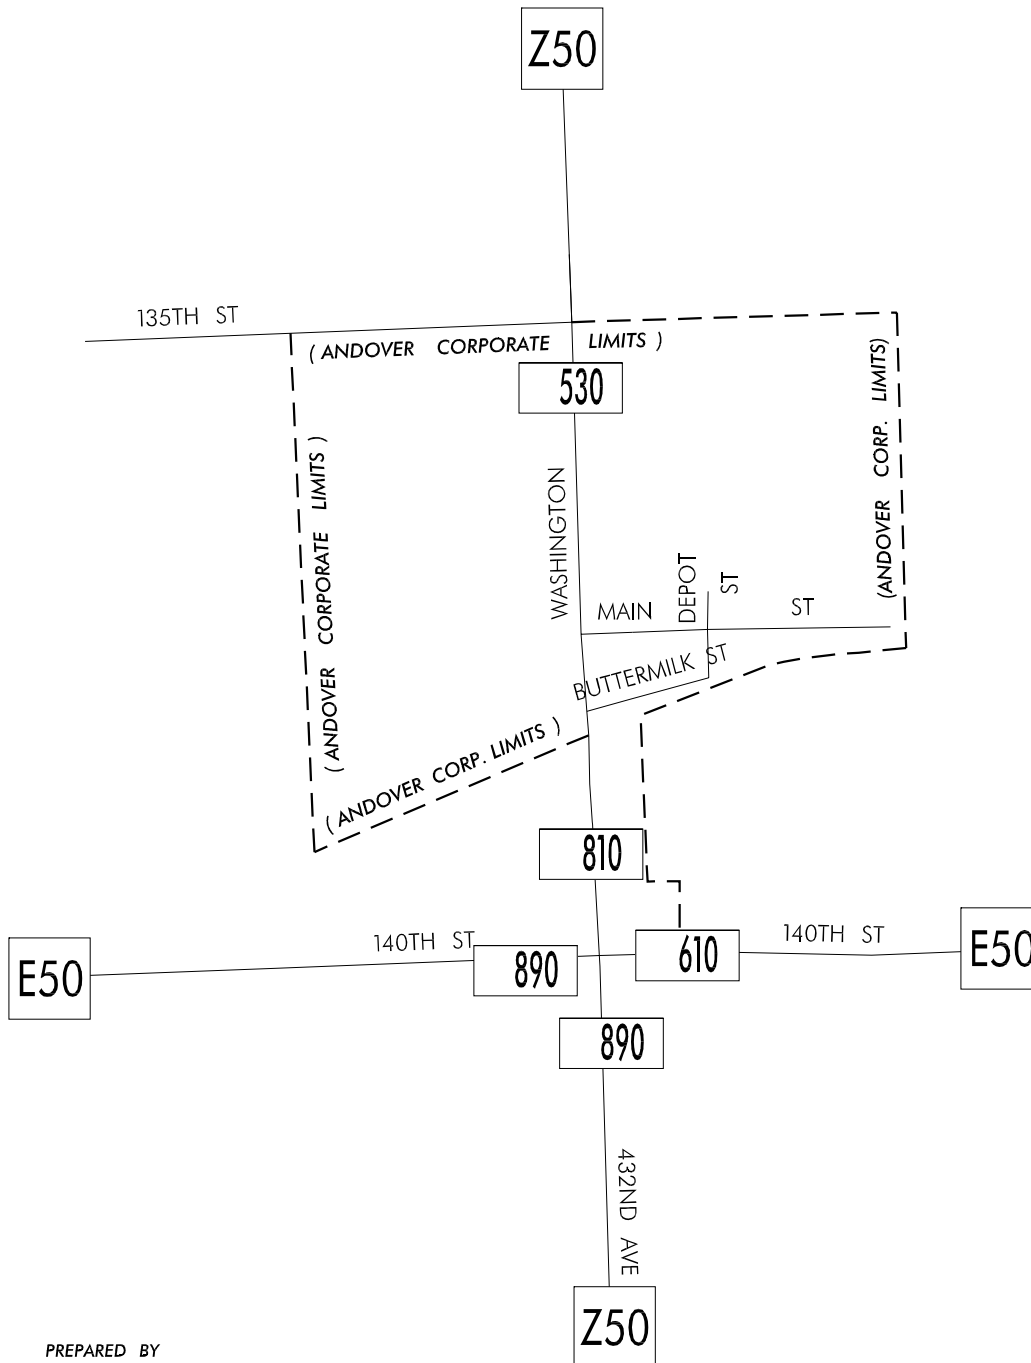 Z50
135TH ST
( ANDOVER CORPORATE LIMITS )
530
( ANDOVER CORPORATE LIMITS )
WASHINGTON
(ANDOVER CORP. LIMITS)
MAIN ST
DEPOT ST
BUTTERMILK ST
( ANDOVER CORP. LIMITS )
810
140TH ST
140TH ST
E50
890
610
E50
890
432ND AVE
Z50
PREPARED BY